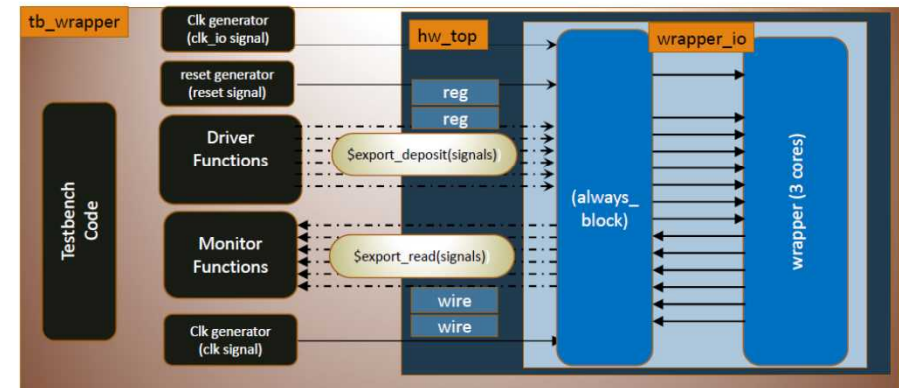 tb_wrapper
Clk generator
(clk_io signal)
hw_top
wrapper_io
reset generator
(reset signal)
reg
reg
Driver
Functions
$export_deposit(signals)
Testbench
Code
(always_
block)
wrapper (3 cores)
Monitor
Functions
$export_read(signals)
wire
wire
Clk generator
(clk signal)